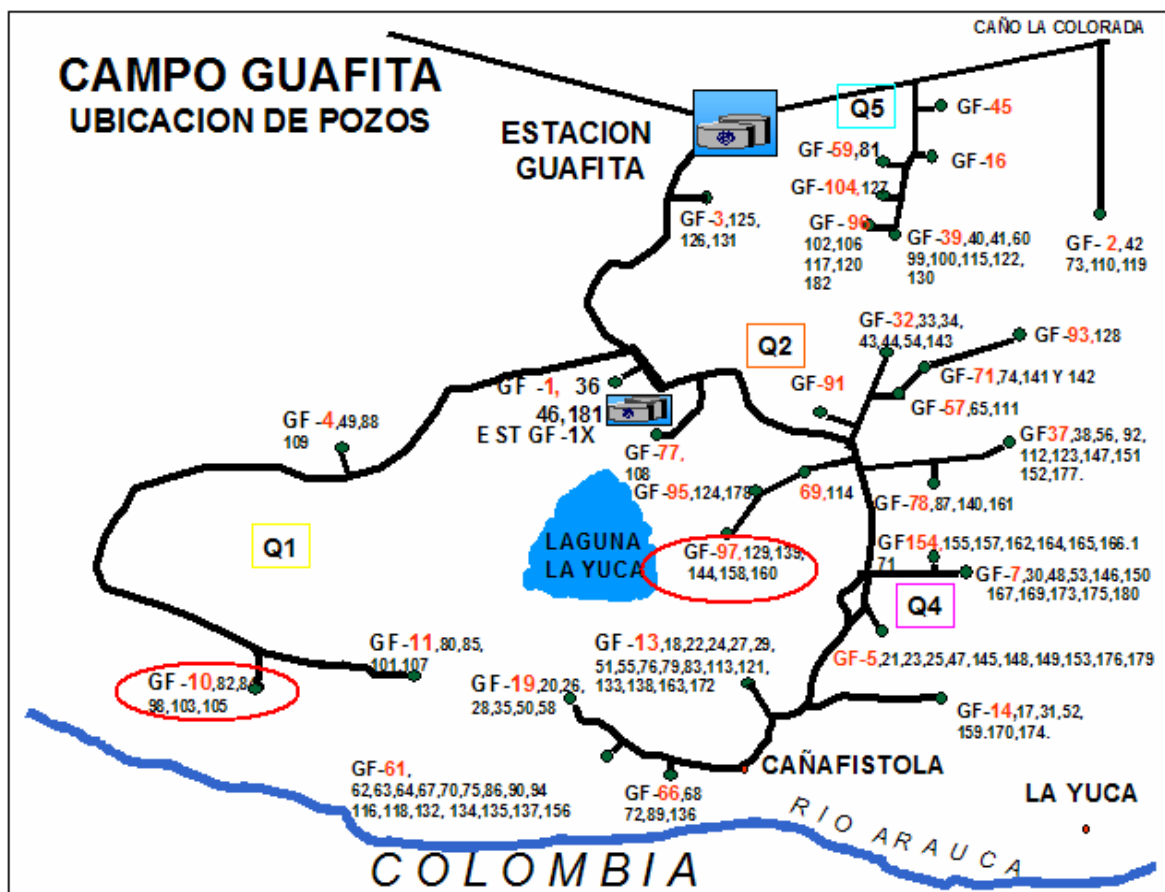 CAÑO LA COLORADA
CAMPO GUAFITA
UBICACION DE POZOS
ESTACION
GUAFITA
Q5
GF-45
GF-59,81
GF-16
GF-104,127
GF-3,125,
126,131
GF-96
102,106
117,120
182
GF-39,40,41,60
99,100,115,122,
130
GF- 2,42
73,110,119
Q2
GF-32,33,34,
43,44,54,143
GF-93,128
GF-71,74,141 Y 142
GF-57,65,111
GF-91
GF -1, 36
46,181
EST GF-1X
GF-4,49,88
109
GF-77,
108
GF37,38,56, 92,
112,123,147,151
152,177.
GF-95,124,178
69,114
GF-78,87,140,161
Q1
LAGUNA
LA YUCA
GF-97,129,139,
144,158,160
GF154,155,157,162,164,165,166.1
71
GF-7,30,48,53,146,150
167,169,173,175,180
Q4
GF-5,21,23,25,47,145,148,149,153,176,179
GF-11,80,85,
101,107
GF-13,18,22,24,27,29,
51,55,76,79,83,113,121,
133,138,163,172
GF-10,82,8
98,103,105
GF-19,20,26,
28,35,50,58
GF-14,17,31,52,
159.170,174.
CAÑAFISTOLA
GF-61,
62,63,64,67,70,75,86,90,94
116,118,132, 134,135,137,156
GF-66,68
72,89,136
LA YUCA
RIO ARAUCA
COLOMBIA